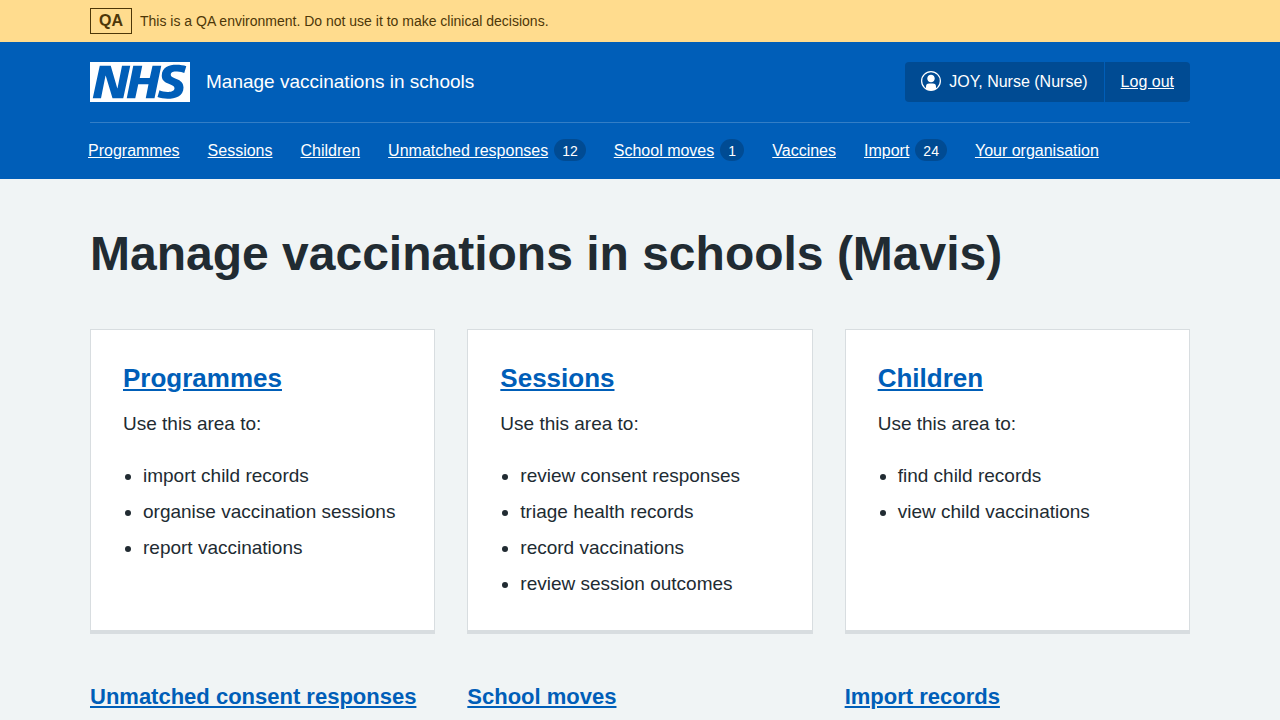 QA This is a QA environment. Do not use it to make clinical decisions.
NHS Manage vaccinations in schools JOY, Nurse (Nurse) Log out
Programmes Sessions Children Unmatched responses 12 School moves 1 Vaccines Import 24 Your organisation
Manage vaccinations in schools (Mavis)
Programmes
Use this area to:
import child records
organise vaccination sessions
report vaccinations
Sessions
Use this area to:
review consent responses
triage health records
record vaccinations
review session outcomes
Children
Use this area to:
find child records
view child vaccinations
Unmatched consent responses
School moves
Import records